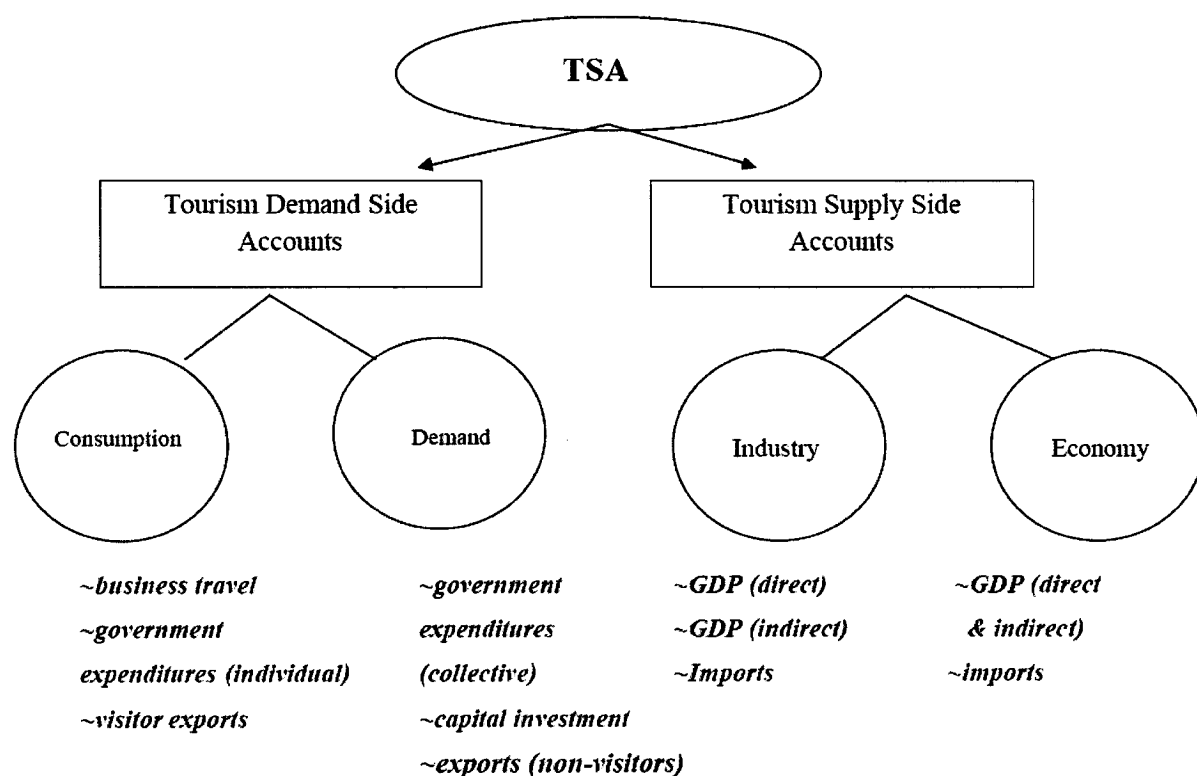 TSA
Tourism Demand Side
Accounts
Tourism Supply Side
Accounts
Consumption
Demand
Industry
Economy
~business travel
~government
expenditures (individual)
~visitor exports
~government
expenditures
(collective)
~capital investment
~exports (non-visitors)
~GDP (direct)
~GDP (indirect)
~Imports
~GDP (direct
& indirect)
~imports